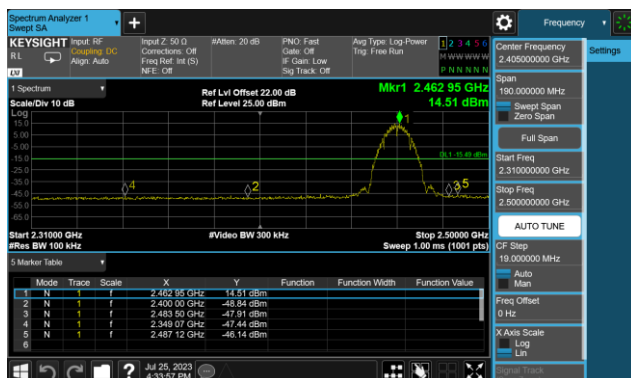 Spectrum Analyzer 1
Swept SA
+
Frequency
KEYSIGHT
RL
LXI
Input: RF
Coupling: DC
Align: Auto
Input Z: 50 Ω
Corrections: Off
Freq Ref: Int (S)
NFE: Off
#Atten: 20 dB
PNO: Fast
Gate: Off
IF Gain: Low
Sig Track: Off
Avg Type: Log-Power
Trig: Free Run
1 2 3 4 5 6
M W W W W W
P N N N N N
1 Spectrum
Scale/Div 10 dB
Ref Lvl Offset 22.00 dB
Ref Level 25.00 dBm
Mkr1 2.462 95 GHz
14.51 dBm
Log
15.0
5.00
-5.00
-15.0
-25.0
-35.0
-45.0
-55.0
-65.0
1
DL1 -15.49 dBm
4
2
3
5
Start 2.31000 GHz
#Res BW 100 kHz
#Video BW 300 kHz
Stop 2.50000 GHz
Sweep 1.00 ms (1001 pts)
5 Marker Table
Mode Trace Scale X Y Function Function Width Function Value
1 N 1 f 2.462 95 GHz 14.51 dBm
2 N 1 f 2.400 00 GHz -48.84 dBm
3 N 1 f 2.483 50 GHz -47.91 dBm
4 N 1 f 2.349 07 GHz -47.44 dBm
5 N 1 f 2.487 12 GHz -46.14 dBm
6
?
Jul 25, 2023
4:33:57 PM
Center Frequency
2.405000000 GHz
Settings
Span
190.000000 MHz
Swept Span
Zero Span
Full Span
Start Freq
2.310000000 GHz
Stop Freq
2.500000000 GHz
AUTO TUNE
CF Step
19.000000 MHz
Auto
Man
Freq Offset
0 Hz
X Axis Scale
Log
Lin
Signal Track